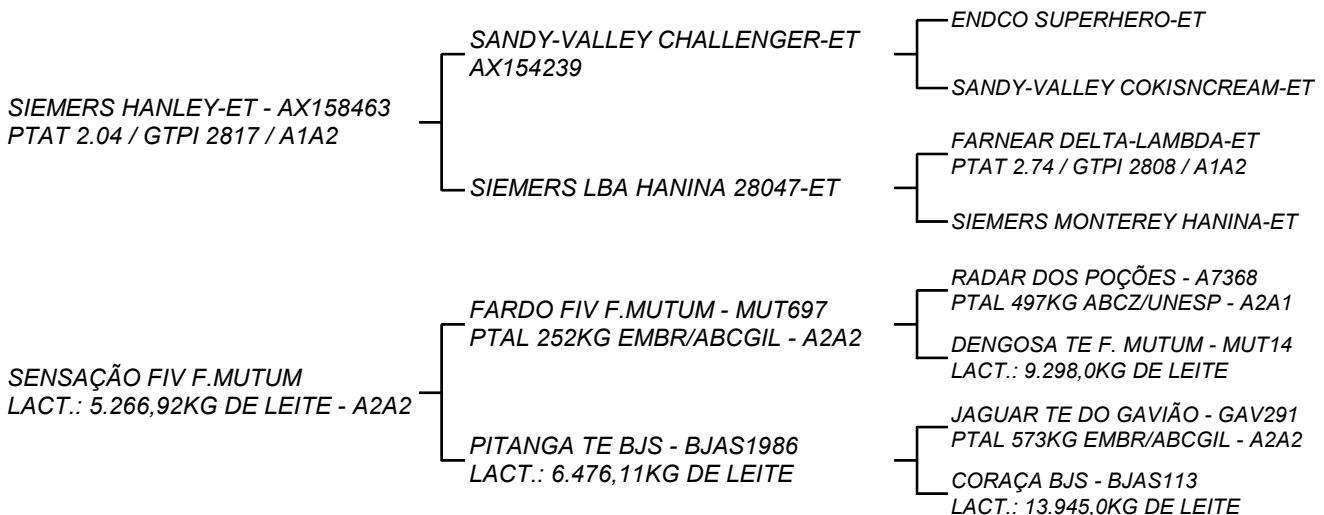 SIEMERS HANLEY-ET - AX158463
PTAT 2.04 / GTPI 2817 / A1A2
SANDY-VALLEY CHALLENGER-ET
AX154239
ENDCO SUPERHERO-ET
SANDY-VALLEY COKISNCREAM-ET
SIEMERS LBA HANINA 28047-ET
FARNEAR DELTA-LAMBDA-ET
PTAT 2.74 / GTPI 2808 / A1A2
SIEMERS MONTEREY HANINA-ET
SENSAÇÃO FIV F.MUTUM
LACT.: 5.266,92KG DE LEITE - A2A2
FARDO FIV F.MUTUM - MUT697
PTAL 252KG EMBR/ABCGIL - A2A2
RADAR DOS POÇÕES - A7368
PTAL 497KG ABCZ/UNESP - A2A1
DENGOSA TE F. MUTUM - MUT14
LACT.: 9.298,0KG DE LEITE
PITANGA TE BJS - BJAS1986
LACT.: 6.476,11KG DE LEITE
JAGUAR TE DO GAVIÃO - GAV291
PTAL 573KG EMBR/ABCGIL - A2A2
CORAÇA BJS - BJAS113
LACT.: 13.945,0KG DE LEITE